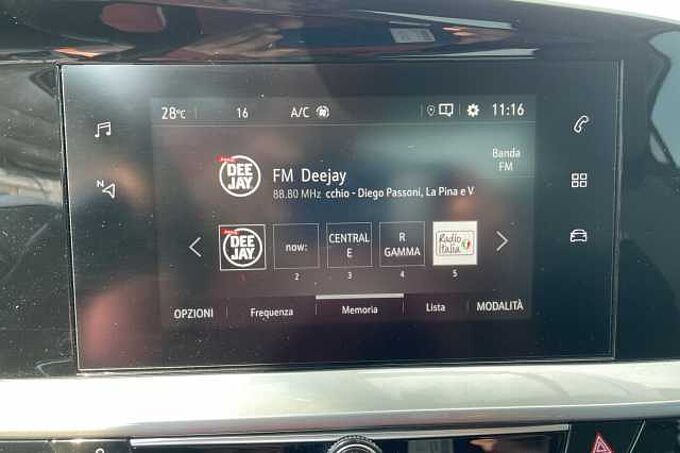 28°C 16 A/C 11:16
N
DEE JAY
FM Deejay
88.80 MHz cchio - Diego Passoni, La Pina e V
Banda
FM
DEE JAY
now:
CENTRAL
E
R
GAMMA
Radio
Italia
1 2 3 4 5
OPZIONI Frequenza Memoria Lista MODALITÀ